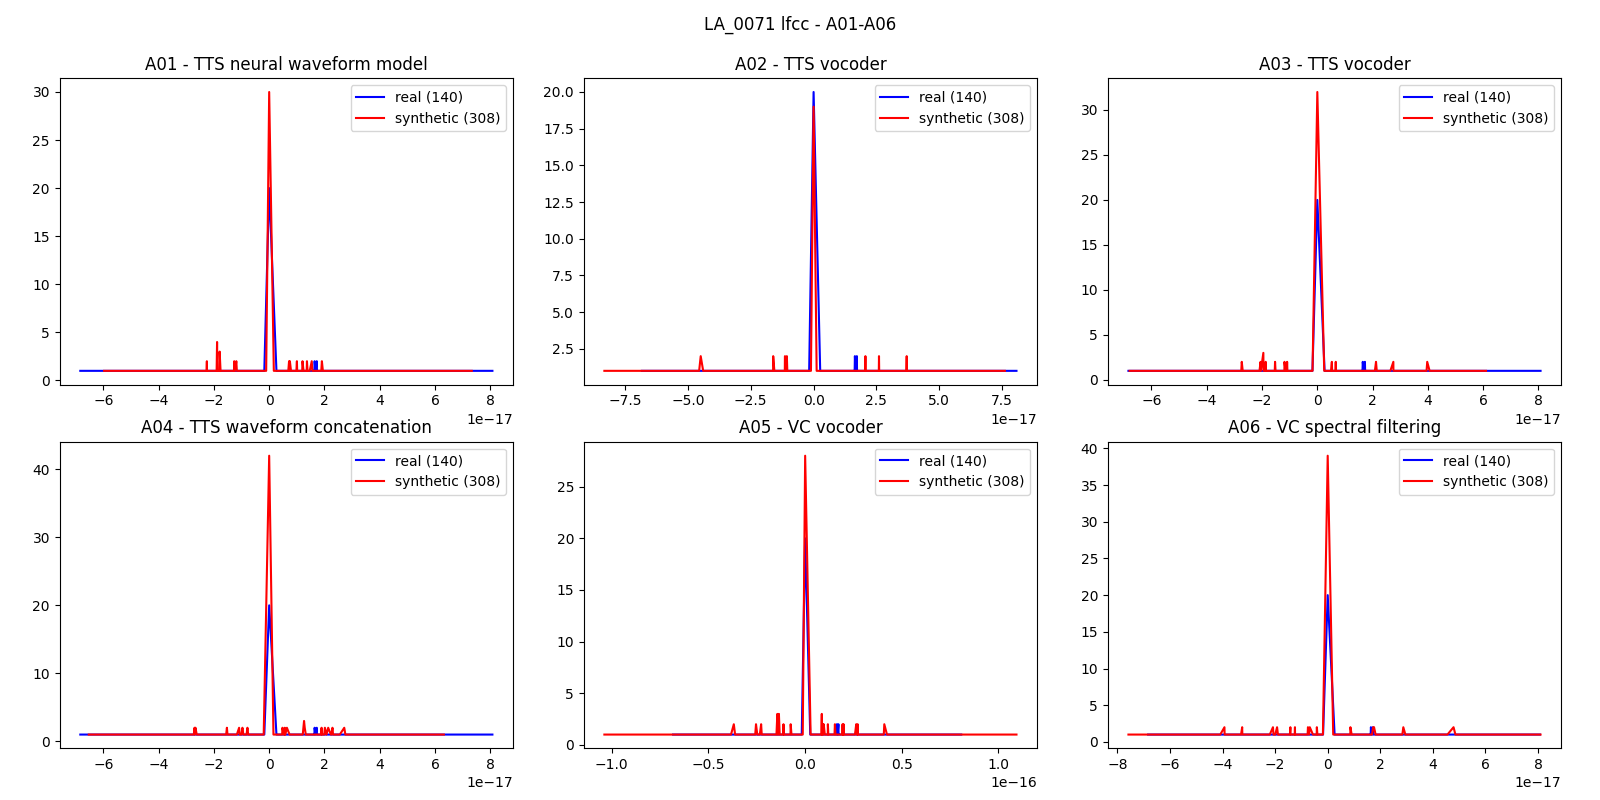 LA_0071 lfcc - A01-A06
A01 - TTS neural waveform model
30
25
20
15
10
5
0
real (140)
synthetic (308)
−6 −4 −2 0 2 4 6 8
1e−17
A02 - TTS vocoder
20.0
17.5
15.0
12.5
10.0
7.5
5.0
2.5
real (140)
synthetic (308)
−7.5 −5.0 −2.5 0.0 2.5 5.0 7.5
1e−17
A03 - TTS vocoder
30
25
20
15
10
5
0
real (140)
synthetic (308)
−6 −4 −2 0 2 4 6 8
1e−17
A04 - TTS waveform concatenation
40
30
20
10
0
real (140)
synthetic (308)
−6 −4 −2 0 2 4 6 8
1e−17
A05 - VC vocoder
25
20
15
10
5
0
real (140)
synthetic (308)
−1.0 −0.5 0.0 0.5 1.0
1e−16
A06 - VC spectral filtering
40
35
30
25
20
15
10
5
0
real (140)
synthetic (308)
−8 −6 −4 −2 0 2 4 6 8
1e−17